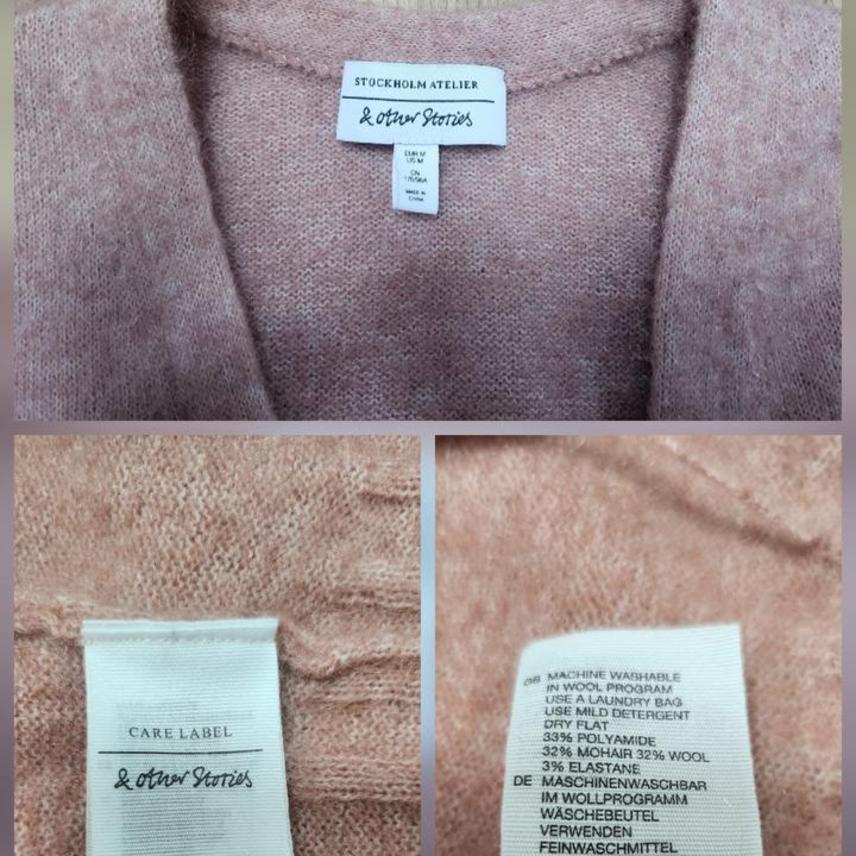 STOCKHOLM ATELIER
& other Stories
EUR M
US M
CN
170/96A
MADE IN
CHINA
CARE LABEL
& other Stories
GB MACHINE WASHABLE
IN WOOL PROGRAM
USE A LAUNDRY BAG
USE MILD DETERGENT
DRY FLAT
33% POLYAMIDE
32% MOHAIR 32% WOOL
3% ELASTANE
DE MASCHINENWASCHBAR
IM WOLLPROGRAMM
WÄSCHEBEUTEL
VERWENDEN
FEINWASCHMITTEL